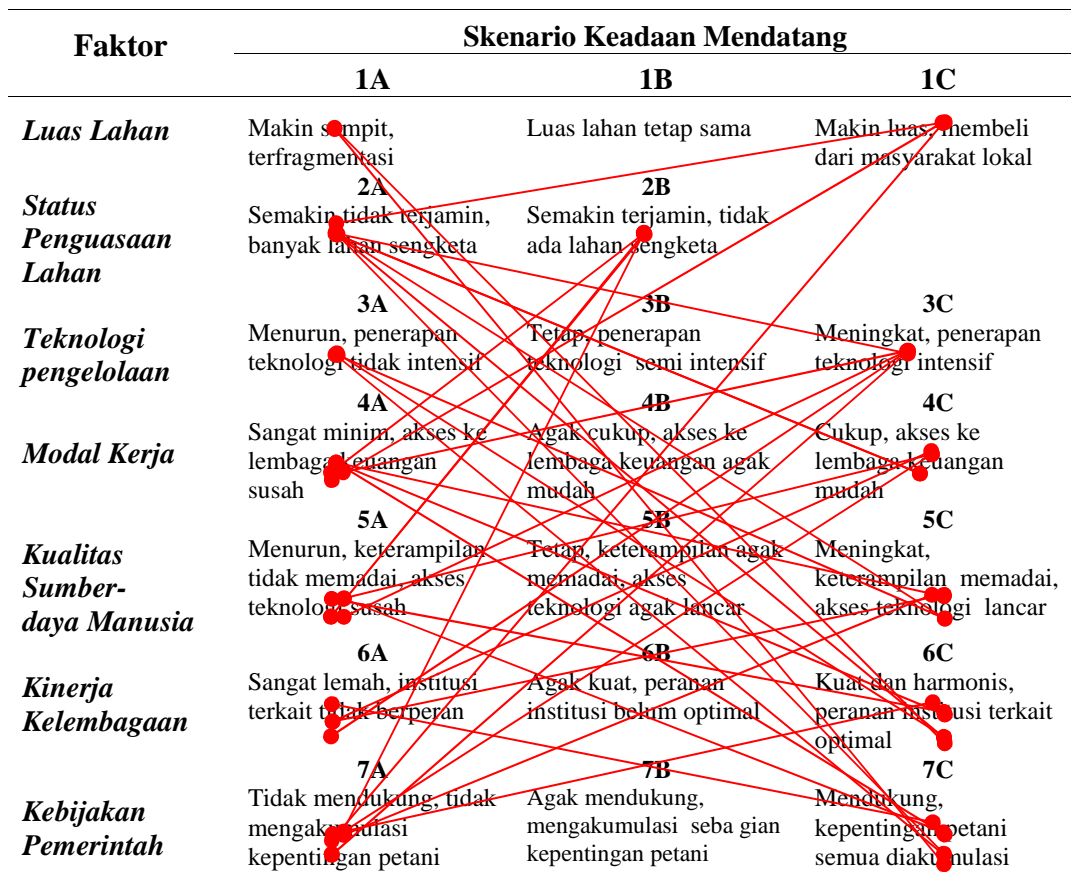 Faktor
Skenario Keadaan Mendatang
1A 1B 1C
Luas Lahan
Makin sempit,
terfragmentasi
Luas lahan tetap sama
Makin luas, membeli
dari masyarakat lokal
2A 2B
Status
Penguasaan
Lahan
Semakin tidak terjamin,
banyak lahan sengketa
Semakin terjamin, tidak
ada lahan sengketa
3A 3B 3C
Teknologi
pengelolaan
Menurun, penerapan
teknologi tidak intensif
Tetap, penerapan
teknologi semi intensif
Meningkat, penerapan
teknologi intensif
4A 4B 4C
Modal Kerja
Sangat minim, akses ke
lembaga keuangan
susah
Agak cukup, akses ke
lembaga keuangan agak
mudah
Cukup, akses ke
lembaga keuangan
mudah
5A 5B 5C
Kualitas
Sumber-
daya Manusia
Menurun, keterampilan
tidak memadai, akses
teknologi susah
Tetap, keterampilan agak
memadai, akses
teknologi agak lancar
Meningkat,
keterampilan memadai,
akses teknologi lancar
6A 6B 6C
Kinerja
Kelembagaan
Sangat lemah, institusi
terkait tidak berperan
Agak kuat, peranan
institusi belum optimal
Kuat dan harmonis,
peranan institusi terkait
optimal
7A 7B 7C
Kebijakan
Pemerintah
Tidak mendukung, tidak
mengakumulasi
kepentingan petani
Agak mendukung,
mengakumulasi seba gian
kepentingan petani
Mendukung,
kepentingan petani
semua diakumulasi